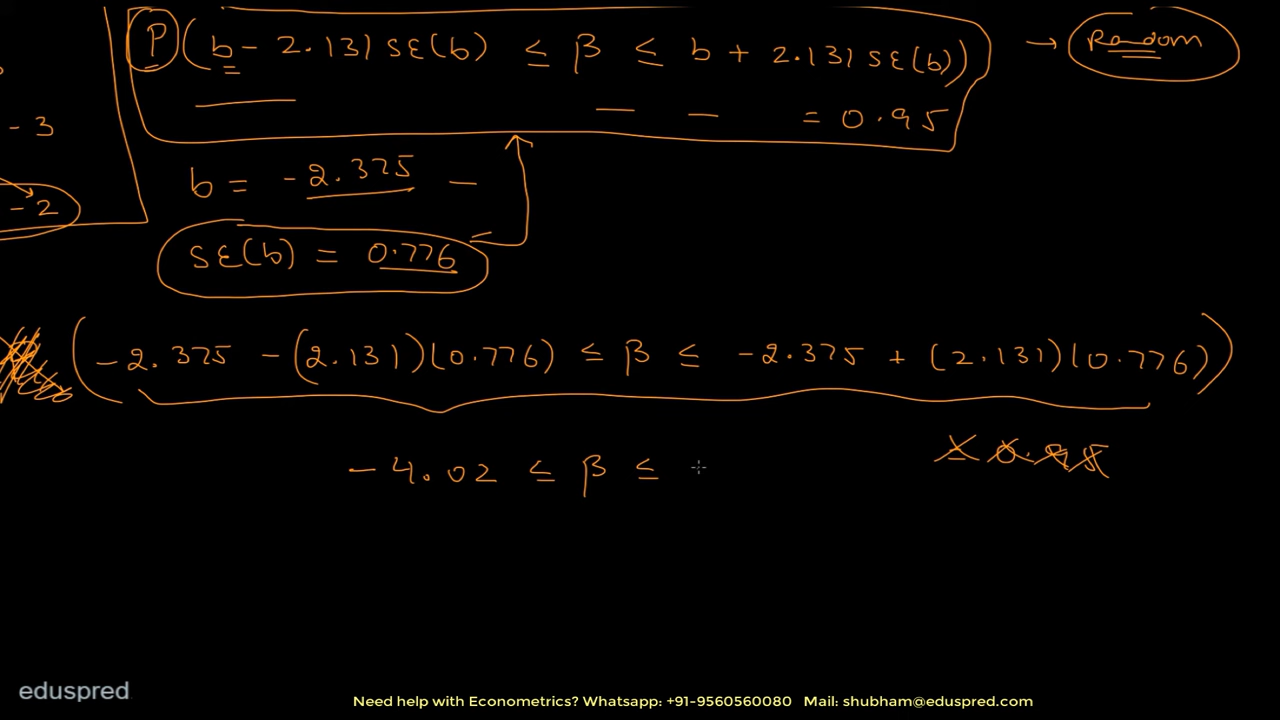 P(b - 2.131 SE(b) ≤ β ≤ b + 2.131 SE(b)) → Random
= 0.95
- 3
b = -2.375
- 2
SE(b) = 0.776
(-2.375 - (2.131)(0.776) ≤ β ≤ -2.375 + (2.131)(0.776))
= 0.95
-4.02 ≤ β ≤
eduspred
Need help with Econometrics? Whatsapp: +91-9560560080 Mail: shubham@eduspred.com